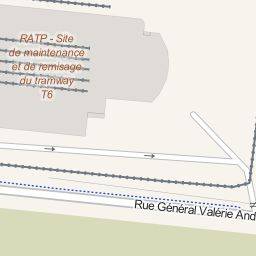 RATP - Site
de maintenance
et de remisage
du tramway
T6
Rue Général Valérie And